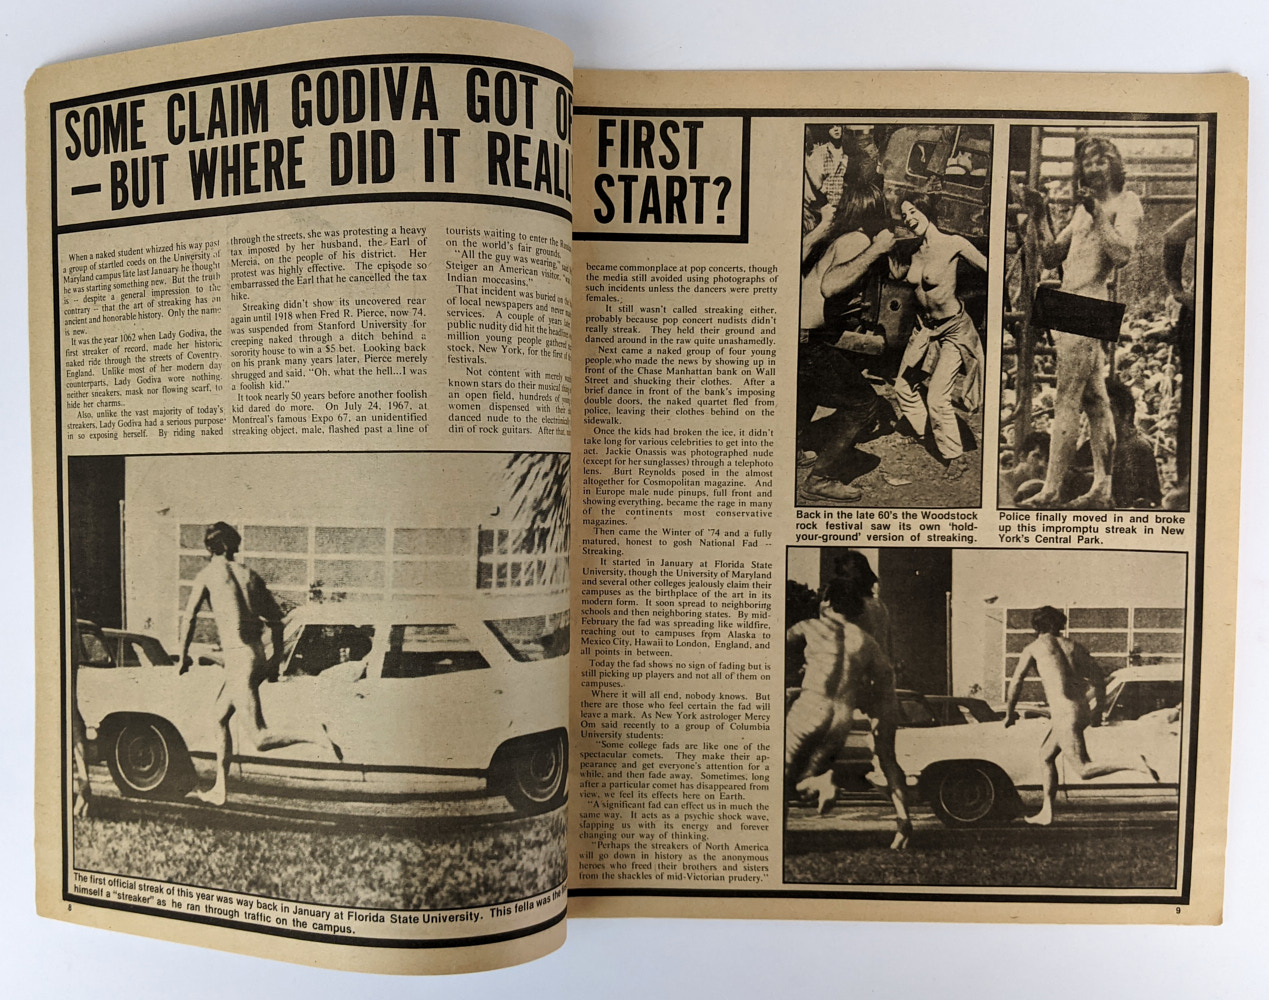 SOME CLAIM GODIVA GOT
—BUT WHERE DID IT REALL
When a naked student whizzed his way past
a group of startled coeds on the University of
Maryland campus late last January he thought
he was starting something new. But the truth
is -- despite a general impression to the
contrary -- that the art of streaking has an
ancient and honorable history. Only the name
is new.
It was the year 1062 when Lady Godiva, the
first streaker of record, made her historic
naked ride through the streets of Coventry,
England. Unlike most of her modern day
counterparts, Lady Godiva wore nothing,
neither sneakers, mask nor flowing scarf, to
hide her charms.
Also, unlike the vast majority of today's
streakers, Lady Godiva had a serious purpose
in so exposing herself. By riding naked
through the streets, she was protesting a heavy
tax imposed by her husband, the Earl of
Mercia, on the people of his district. Her
protest was highly effective. The episode so
embarrassed the Earl that he cancelled the tax
hike.
Streaking didn't show its uncovered rear
again until 1918 when Fred R. Pierce, now 74,
was suspended from Stanford University for
creeping naked through a ditch behind a
sorority house to win a $5 bet. Looking back
on his prank many years later, Pierce merely
shrugged and said, "Oh, what the hell...I was
a foolish kid."
It took nearly 50 years before another foolish
kid dared do more. On July 24, 1967, at
Montreal's famous Expo 67, an unidentified
streaking object, male, flashed past a line of
tourists waiting to enter the
on the world's fair grounds.
"All the guy was wearing,"
Steiger an American visitor,
Indian moccasins."
That incident was buried on
of local newspapers and never
services. A couple of years
public nudity did hit the
million people gathered
stock, New York, for the first
festivals.
Not content with merely
known stars do their musical
an open field, hundreds of
women dispensed with their
danced nude to the
din of rock guitars. After that,
The first official streak of this year was way back in January at Florida State University. This fella was the
himself a "streaker" as he ran through traffic on the campus.
8
FIRST
START?
became commonplace at pop concerts, though
the media still avoided using photographs of
such incidents unless the dancers were pretty
females.
It still wasn't called streaking either,
probably because pop concert nudists didn't
really streak. They held their ground and
danced around in the raw quite unashamedly.
Next came a naked group of four young
people who made the news by showing up in
front of the Chase Manhattan bank on Wall
Street and shucking their clothes. After a
brief dance in front of the bank's imposing
double doors, the naked quartet fled from
police, leaving their clothes behind on the
sidewalk.
Once the kids had broken the ice, it didn't
take long for various celebrities to get into the
act. Jackie Onassis was photographed nude
(except for her sunglasses) through a telephoto
lens. Burt Reynolds posed in the almost
altogether for Cosmopolitan magazine. And
in Europe male nude pinups, full front and
showing everything, became the rage in many
of the continents most conservative
magazines.
Then came the Winter of '74 and a fully
matured, honest to gosh National Fad --
Streaking.
It started in January at Florida State
University, though the University of Maryland
and several other colleges jealously claim their
campuses as the birthplace of the art in its
modern form. It soon spread to neighboring
schools and then neighboring states. By mid-
February the fad was spreading like wildfire,
reaching out to campuses from Alaska to
Mexico City, Hawaii to London, England, and
all points in between.
Today the fad shows no sign of fading but is
still picking up players and not all of them on
campuses.
Where it will all end, nobody knows. But
there are those who feel certain the fad will
leave a mark. As New York astrologer Mercy
Om said recently to a group of Columbia
University students:
"Some college fads are like one of the
spectacular comets. They make their ap-
pearance and get everyone's attention for a
while, and then fade away. Sometimes, long
after a particular comet has disappeared from
view, we feel its effects here on Earth.
"A significant fad can effect us in much the
same way. It acts as a psychic shock wave,
slapping us with its energy and forever
changing our way of thinking.
"Perhaps the streakers of North America
will go down in history as the anonymous
heroes who freed their brothers and sisters
from the shackles of mid-Victorian prudery."
Back in the late 60's the Woodstock
rock festival saw its own 'hold-
your-ground' version of streaking.
Police finally moved in and broke
up this impromptu streak in New
York's Central Park.
9